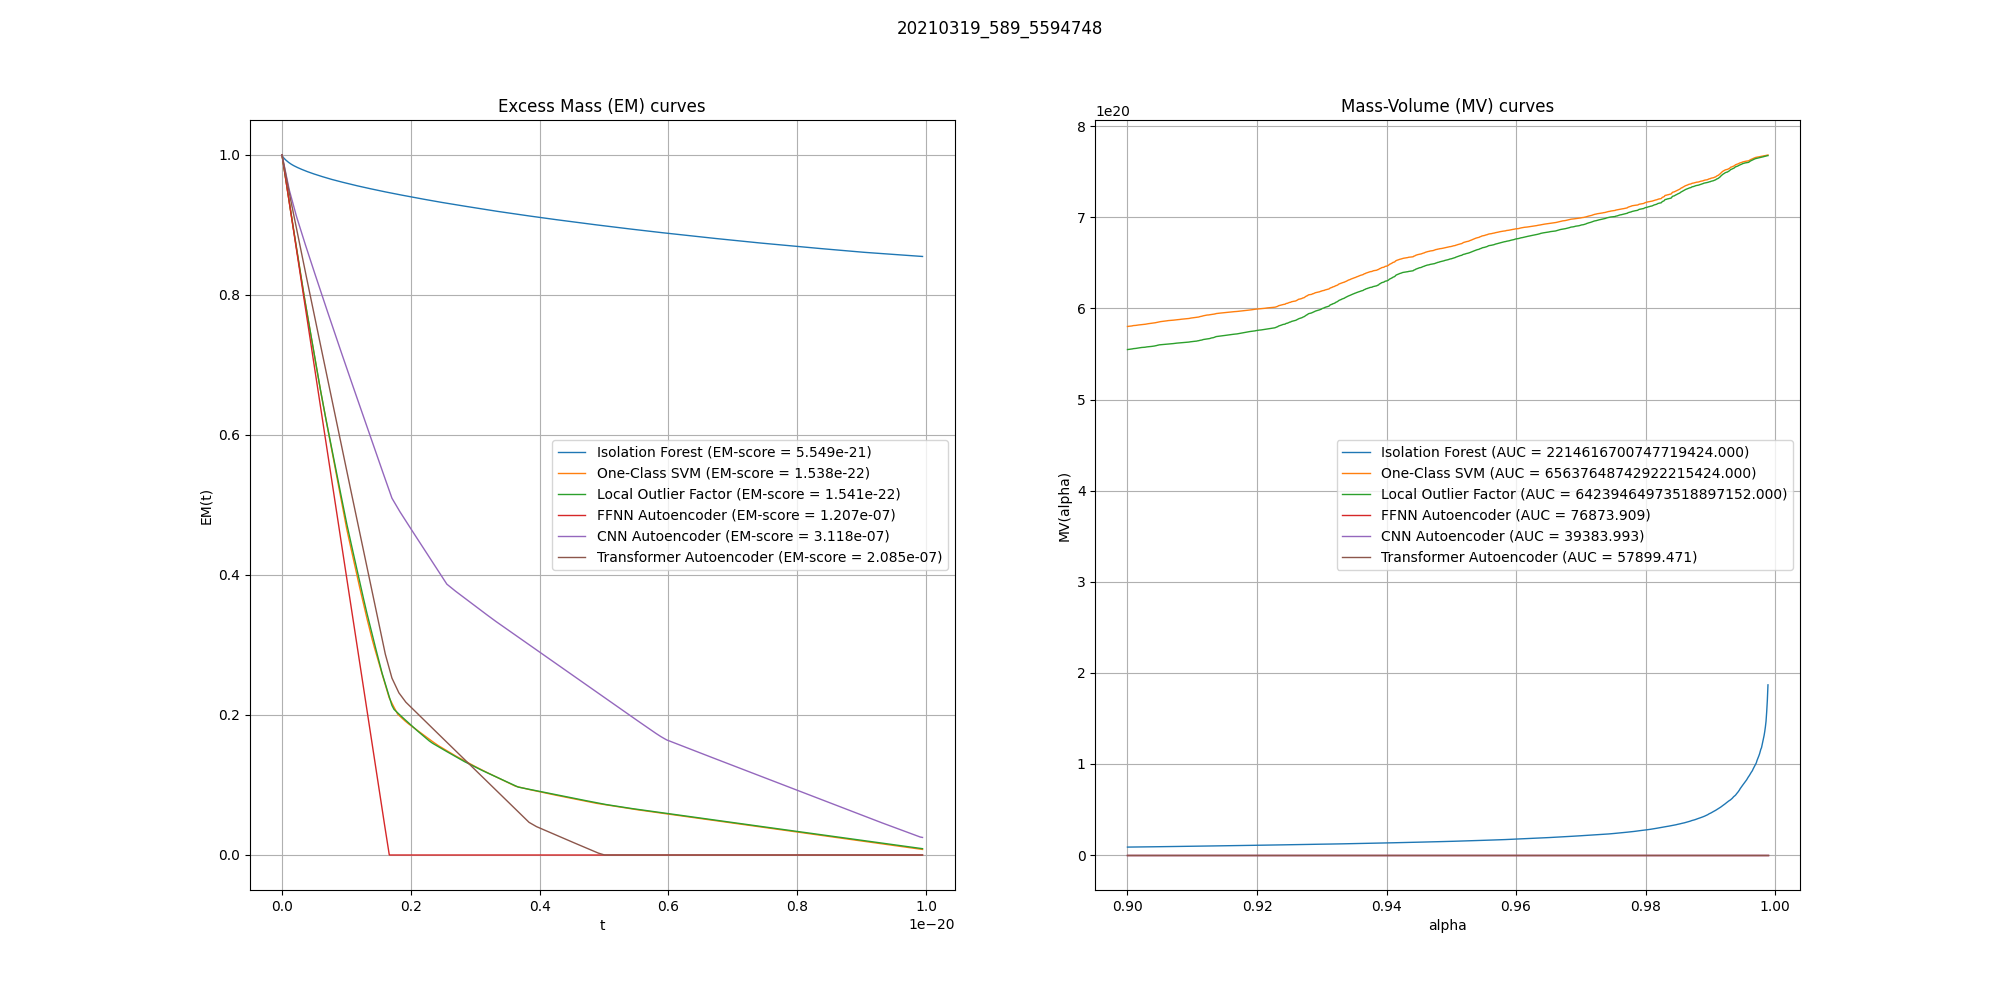 20210319_589_5594748
Excess Mass (EM) curves
1.0
0.8
0.6
0.4
0.2
0.0
EM(t)
0.0 0.2 0.4 0.6 0.8 1.0
1e−20
t
Isolation Forest (EM-score = 5.549e-21)
One-Class SVM (EM-score = 1.538e-22)
Local Outlier Factor (EM-score = 1.541e-22)
FFNN Autoencoder (EM-score = 1.207e-07)
CNN Autoencoder (EM-score = 3.118e-07)
Transformer Autoencoder (EM-score = 2.085e-07)
Mass-Volume (MV) curves
1e20
8
7
6
5
4
3
2
1
0
MV(alpha)
0.90 0.92 0.94 0.96 0.98 1.00
alpha
Isolation Forest (AUC = 2214616700747719424.000)
One-Class SVM (AUC = 65637648742922215424.000)
Local Outlier Factor (AUC = 64239464973518897152.000)
FFNN Autoencoder (AUC = 76873.909)
CNN Autoencoder (AUC = 39383.993)
Transformer Autoencoder (AUC = 57899.471)